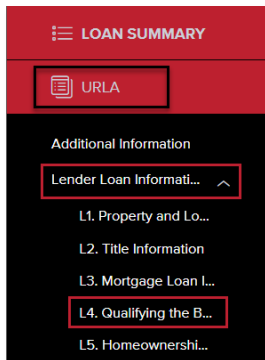 LOAN SUMMARY
URLA
Additional Information
Lender Loan Informati...
L1. Property and Lo...
L2. Title Information
L3. Mortgage Loan I...
L4. Qualifying the B...
L5. Homeownershi...